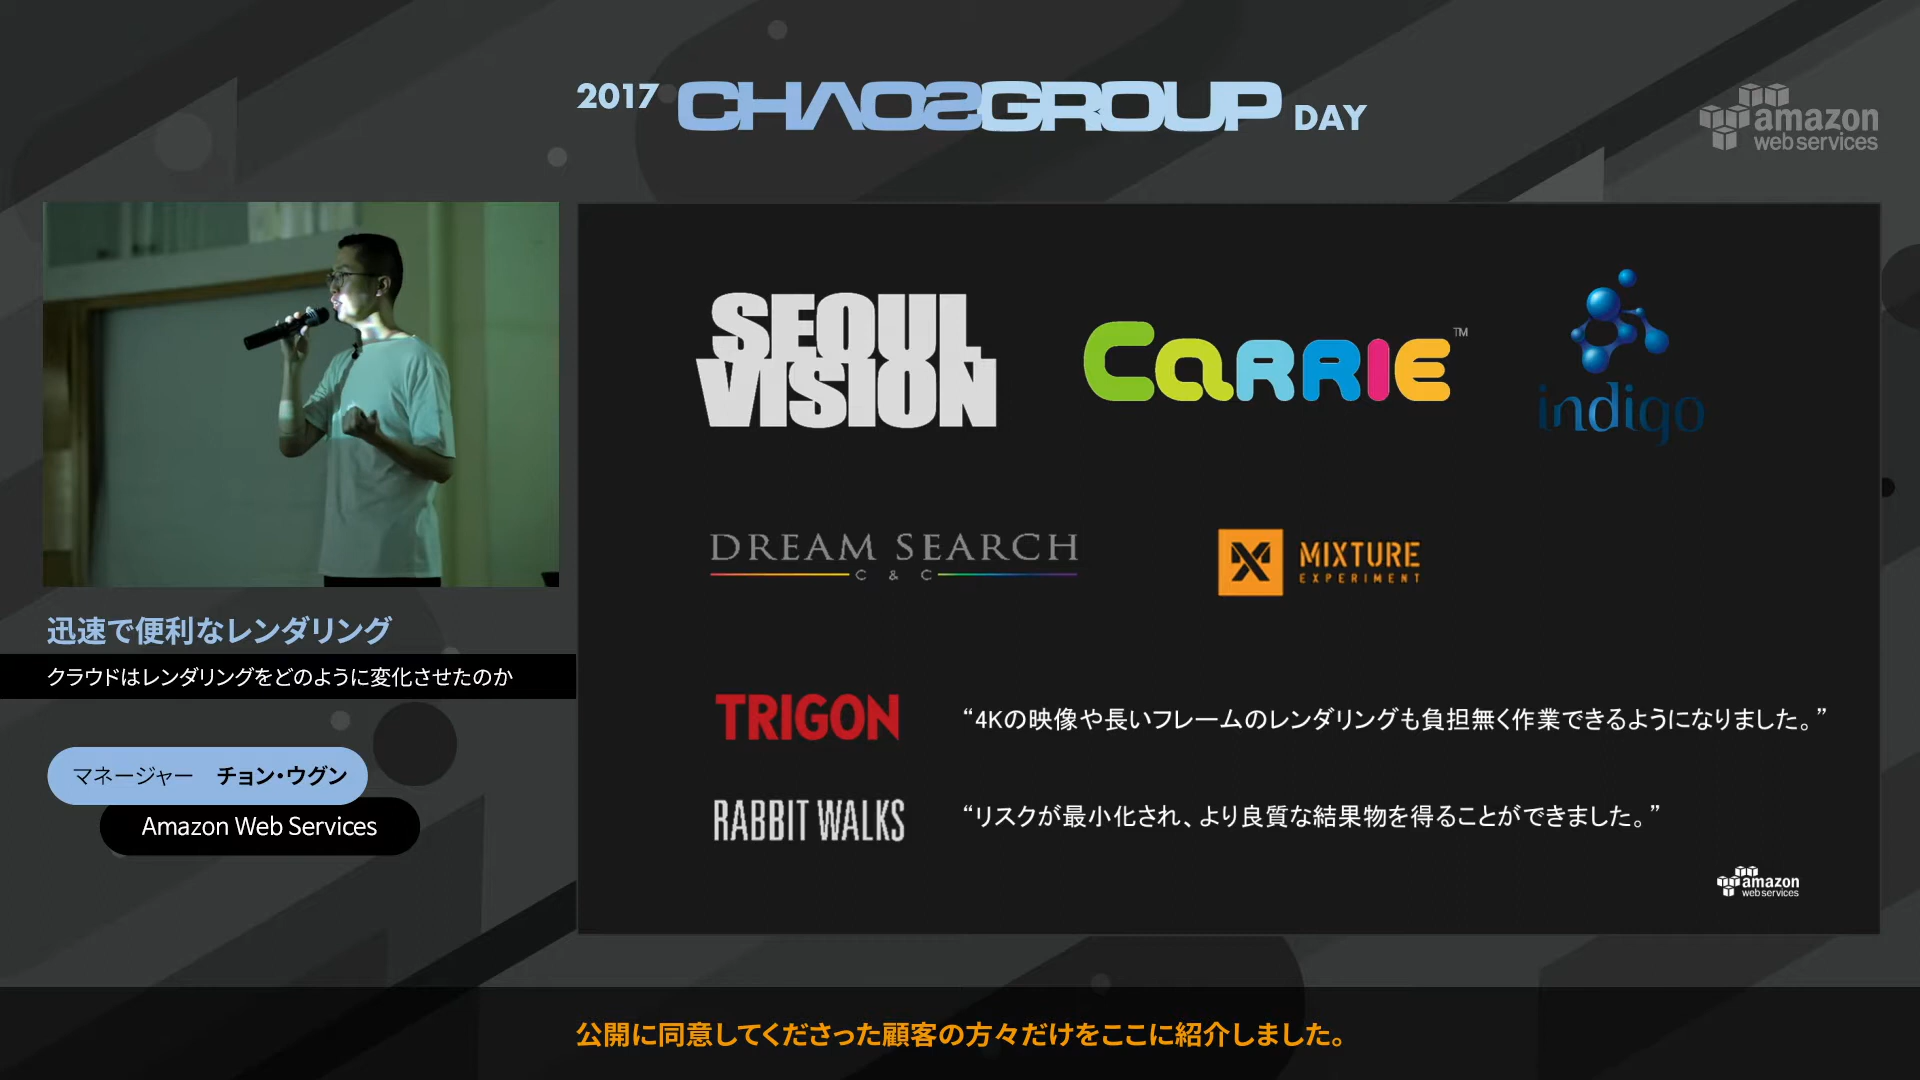 2017 CHAOSGROUP DAY
amazon
web services
SEOUL
VISION
CaRRIE™
indigo
DREAM SEARCH
C & C
MIXTURE
EXPERIMENT
TRIGON
“4Kの映像や長いフレームのレンダリングも負担無く作業できるようになりました。”
RABBIT WALKS
“リスクが最小化され、より良質な結果物を得ることができました。”
amazon
web services
迅速で便利なレンダリング
クラウドはレンダリングをどのように変化させたのか
マネージャー チョン・ウグン
Amazon Web Services
公開に同意してくださった顧客の方々だけをここに紹介しました。